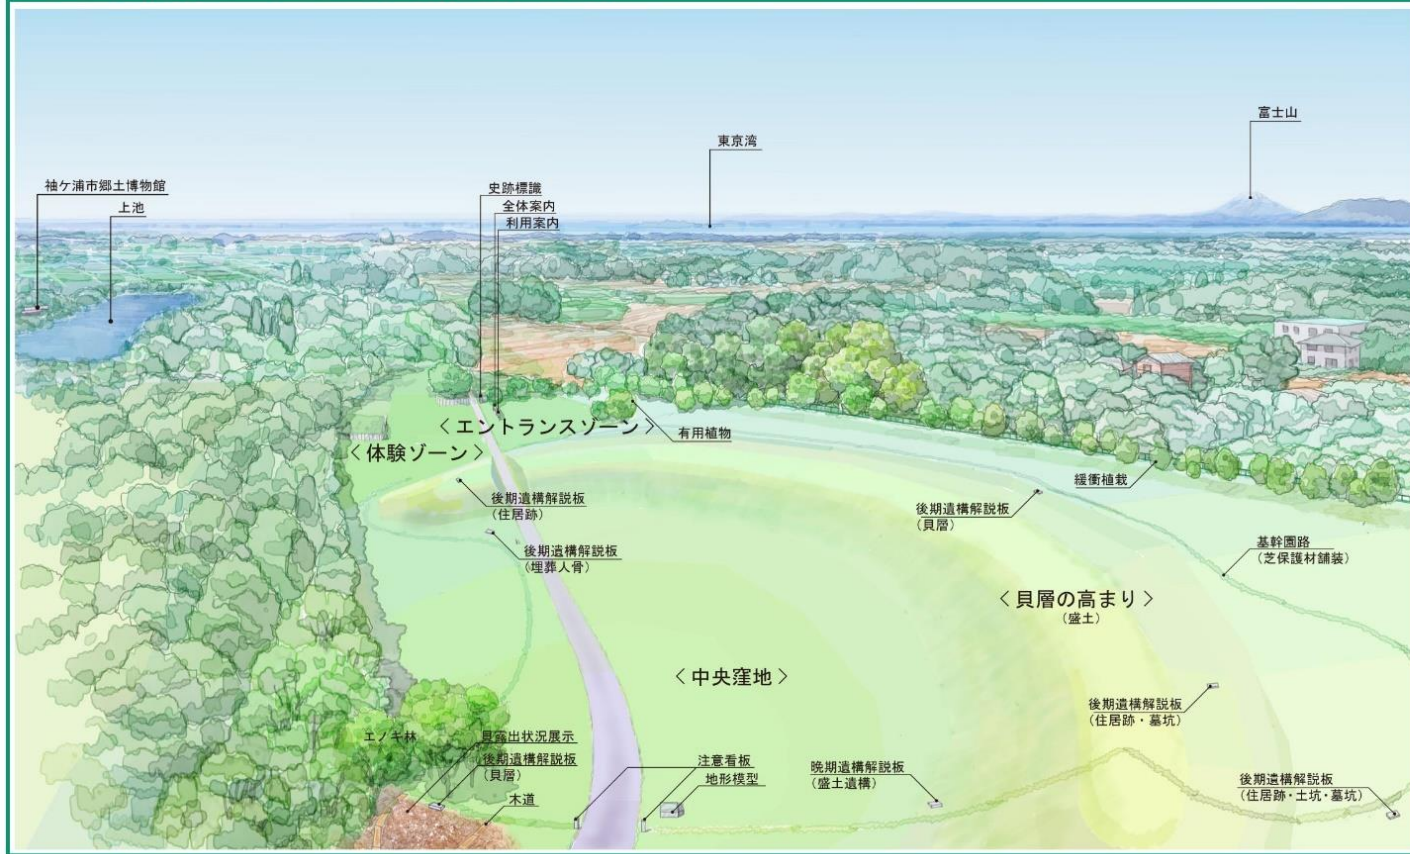 富士山
東京湾
袖ケ浦市郷土博物館
上池
史跡標識
全体案内
利用案内
〈エントランスゾーン〉
有用植物
〈体験ゾーン〉
緩衝植栽
後期遺構解説板
(住居跡)
後期遺構解説板
(貝層)
後期遺構解説板
(埋葬人骨)
基幹園路
(芝保護材舗装)
〈貝層の高まり〉
(盛土)
〈中央窪地〉
後期遺構解説板
(住居跡・墓坑)
エノキ林
貝露出状況展示
後期遺構解説板
(貝層)
木道
注意看板
地形模型
晩期遺構解説板
(盛土遺構)
後期遺構解説板
(住居跡・土坑・墓坑)